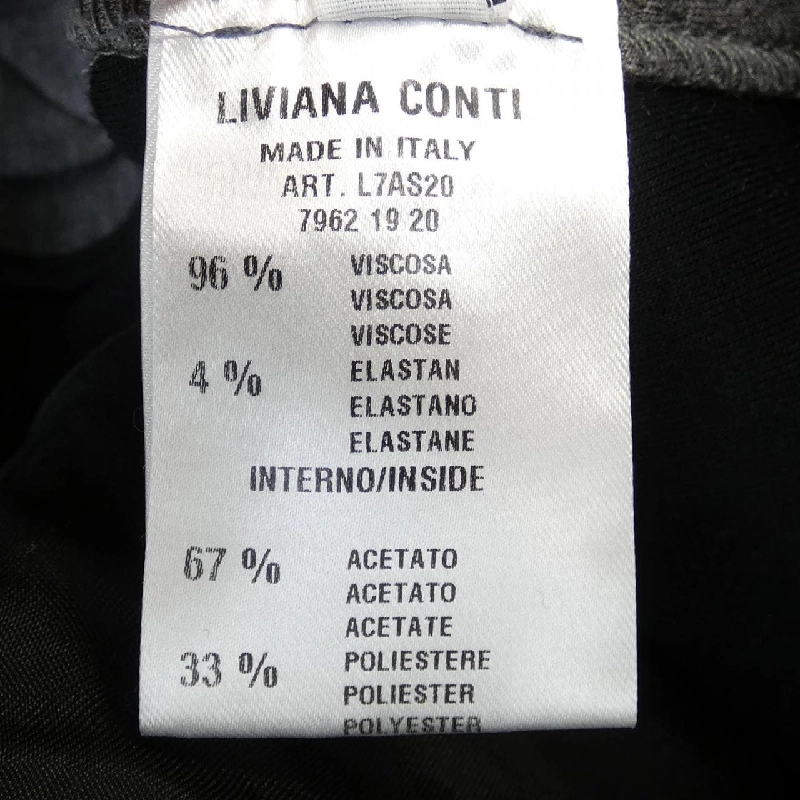 LIVIANA CONTI
MADE IN ITALY
ART. L7AS20
7962 19 20
96 % VISCOSA
VISCOSA
VISCOSE
4 % ELASTAN
ELASTANO
ELASTANE
INTERNO/INSIDE
67 % ACETATO
ACETATO
ACETATE
33 % POLIESTERE
POLIESTER
POLYESTER